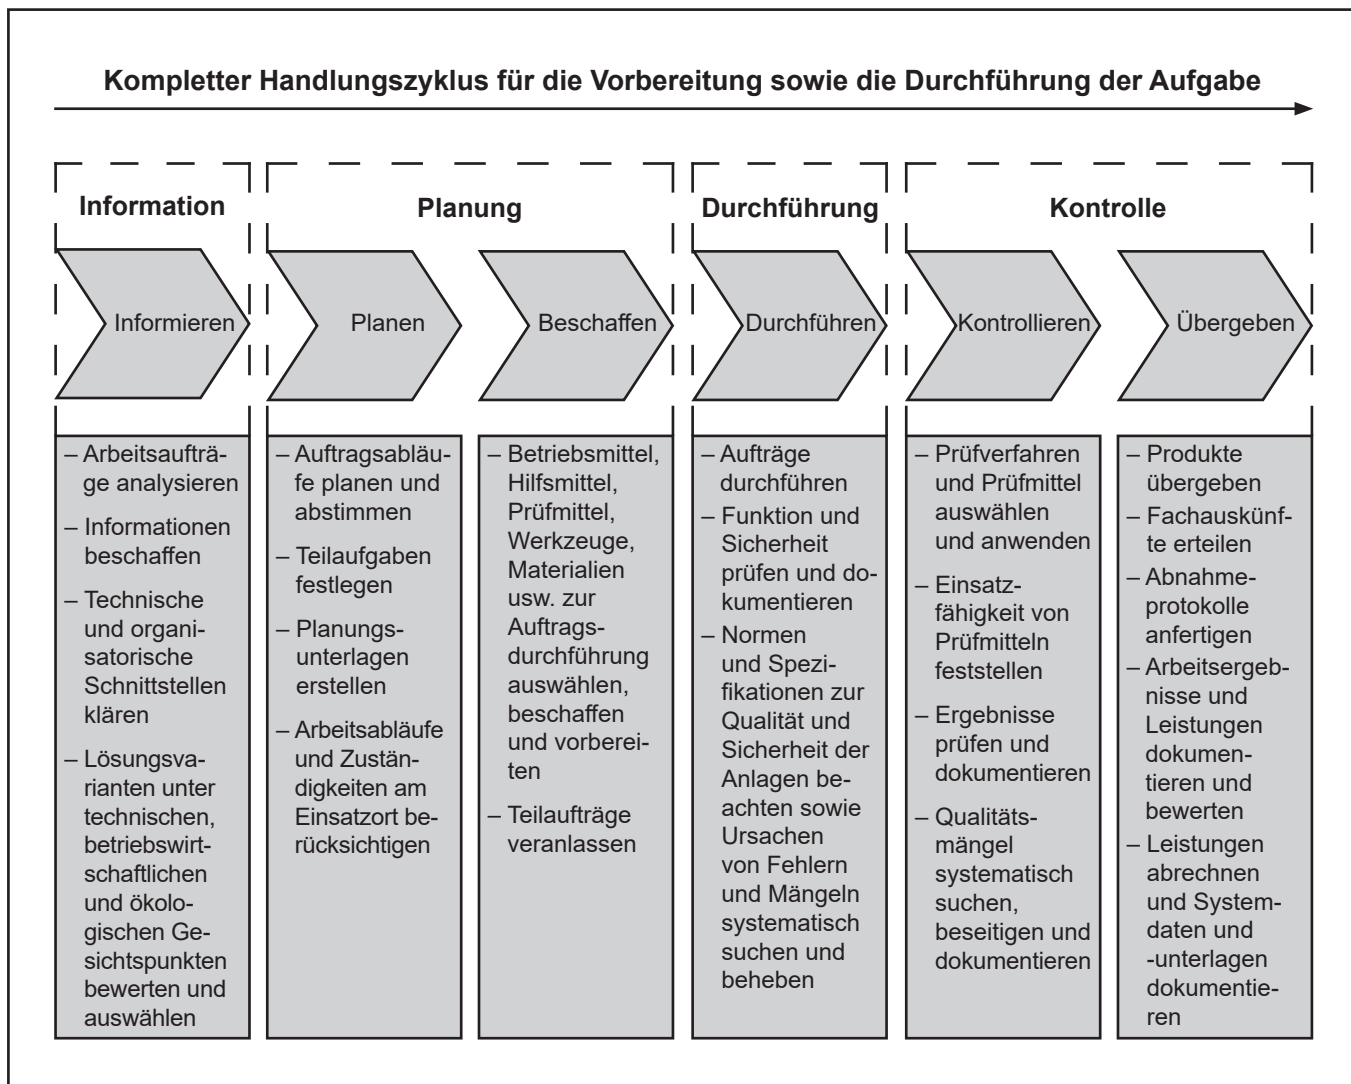 Kompletter Handlungszyklus für die Vorbereitung sowie die Durchführung der Aufgabe
Information
Planung
Durchführung
Kontrolle
Informieren
Planen
Beschaffen
Durchführen
Kontrollieren
Übergeben
– Arbeitsaufträ-
ge analysieren
– Informationen
beschaffen
– Technische
und organi-
satorische
Schnittstellen
klären
– Lösungsva-
rianten unter
technischen,
betriebswirt-
schaftlichen
und ökolo-
gischen Ge-
sichtspunkten
bewerten und
auswählen
– Auftragsabläu-
fe planen und
abstimmen
– Teilaufgaben
festlegen
– Planungs-
unterlagen
erstellen
– Arbeitsabläufe
und Zustän-
digkeiten am
Einsatzort be-
rücksichtigen
– Betriebsmittel,
Hilfsmittel,
Prüfmittel,
Werkzeuge,
Materialien
usw. zur
Auftrags-
durchführung
auswählen,
beschaffen
und vorberei-
ten
– Teilaufträge
veranlassen
– Aufträge
durchführen
– Funktion und
Sicherheit
prüfen und do-
kumentieren
– Normen
und Spezi-
fikationen zur
Qualität und
Sicherheit der
Anlagen be-
achten sowie
Ursachen
von Fehlern
und Mängeln
systematisch
suchen und
beheben
– Prüfverfahren
und Prüfmittel
auswählen
und anwenden
– Einsatz-
fähigkeit von
Prüfmitteln
feststellen
– Ergebnisse
prüfen und
dokumentieren
– Qualitäts-
mängel
systematisch
suchen,
beseitigen und
dokumentieren
– Produkte
übergeben
– Fachauskünf-
te erteilen
– Abnahme-
protokolle
anfertigen
– Arbeitsergeb-
nisse und
Leistungen
dokumen-
tieren und
bewerten
– Leistungen
abrechnen
und System-
daten und
-unterlagen
dokumentie-
ren